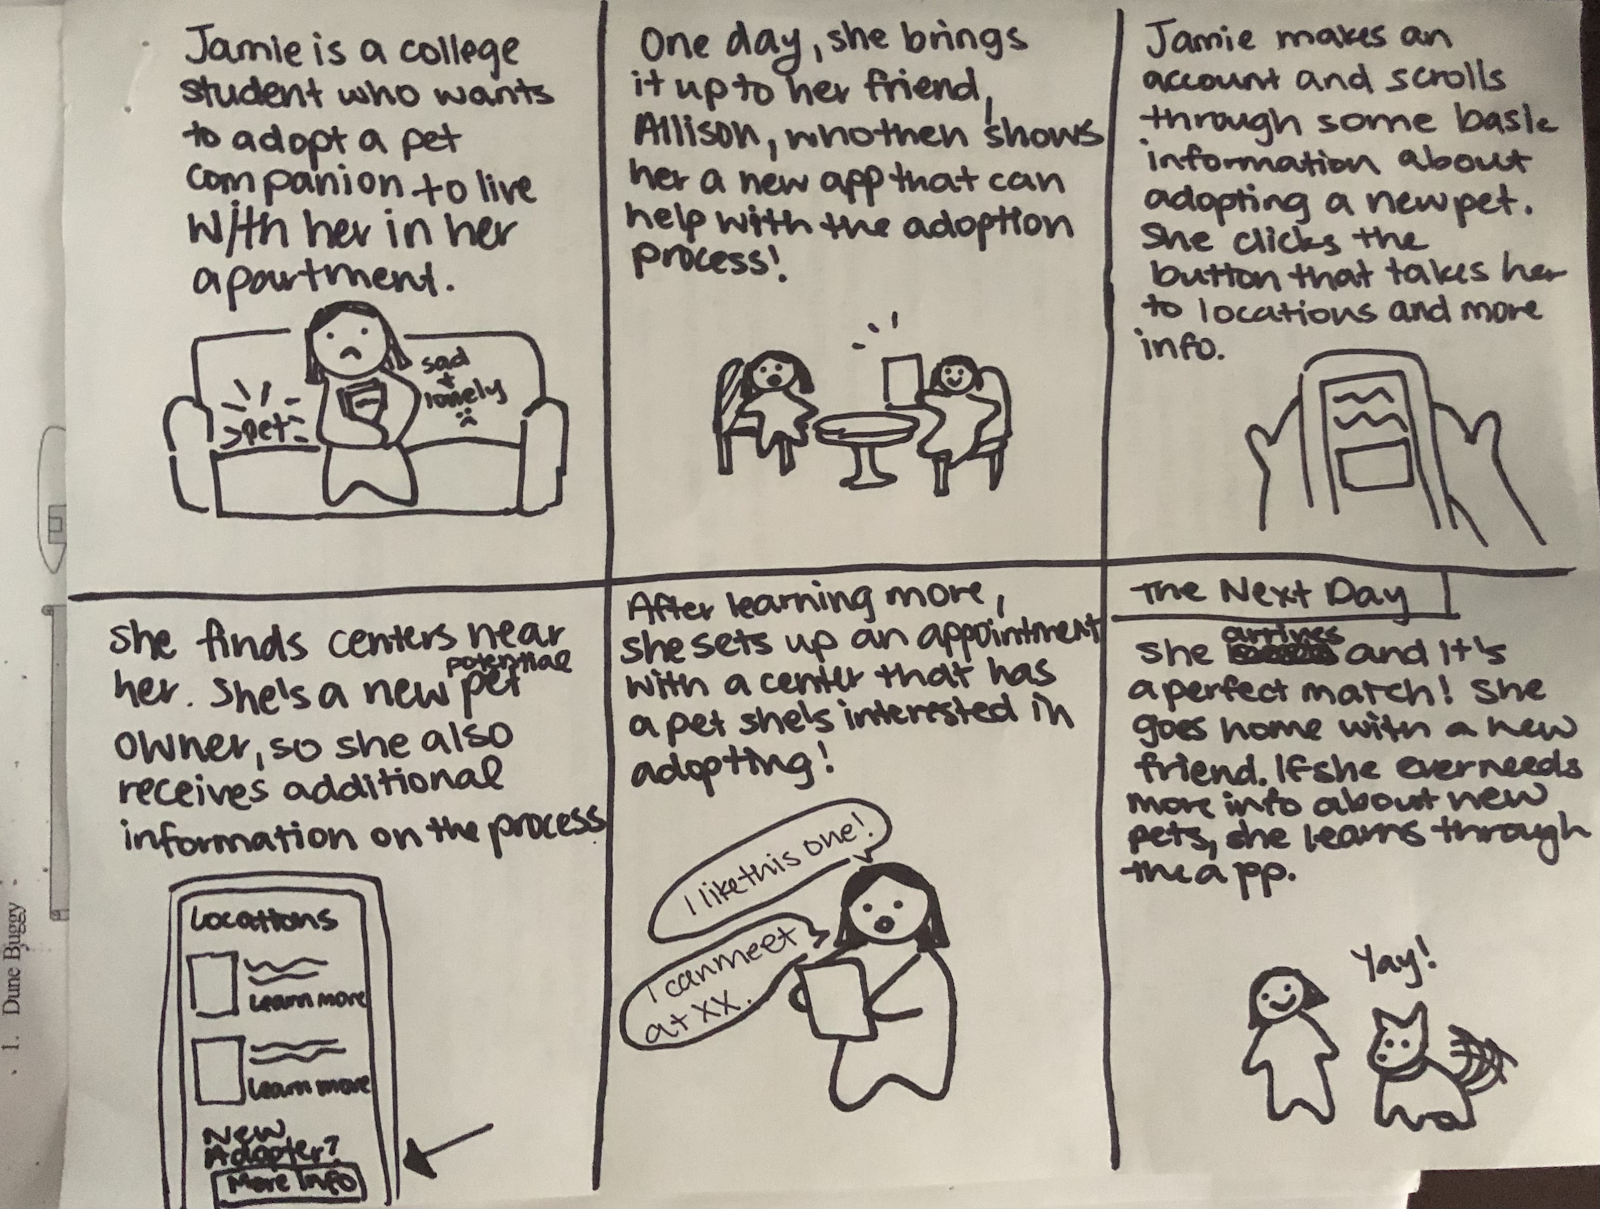 Jamie is a college
student who wants
to adopt a pet
companion to live
with her in her
apartment.
pet
sad
+
lonely
One day, she brings
it up to her friend,
Allison, who then shows
her a new app that can
help with the adoption
process!
Jamie makes an
account and scrolls
through some basic
information about
adopting a new pet.
She clicks the
button that takes her
to locations and more
info.
She finds centers near
her. She's a new potential pet
owner, so she also
receives additional
information on the process
Locations
Learn more
Learn more
New
Adopter?
More Info
After learning more,
she sets up an appointment
with a center that has
a pet she's interested in
adopting!
I like this one!
I can meet
at XX.
The Next Day
She arrives and it's
a perfect match! She
goes home with a new
friend. If she ever needs
more info about new
pets, she learns through
the app.
Yay!
1. Dune Buggy